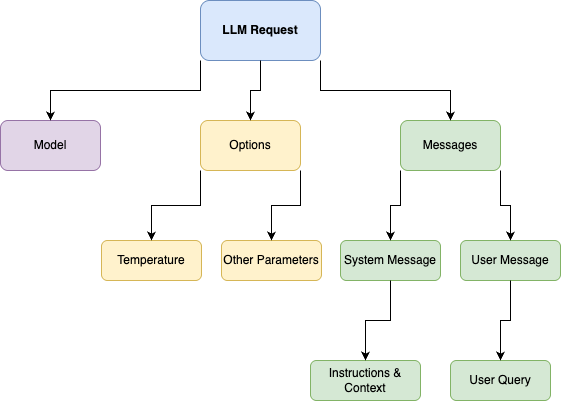 LLM Request
Model
Options
Messages
Temperature
Other Parameters
System Message
User Message
Instructions &
Context
User Query